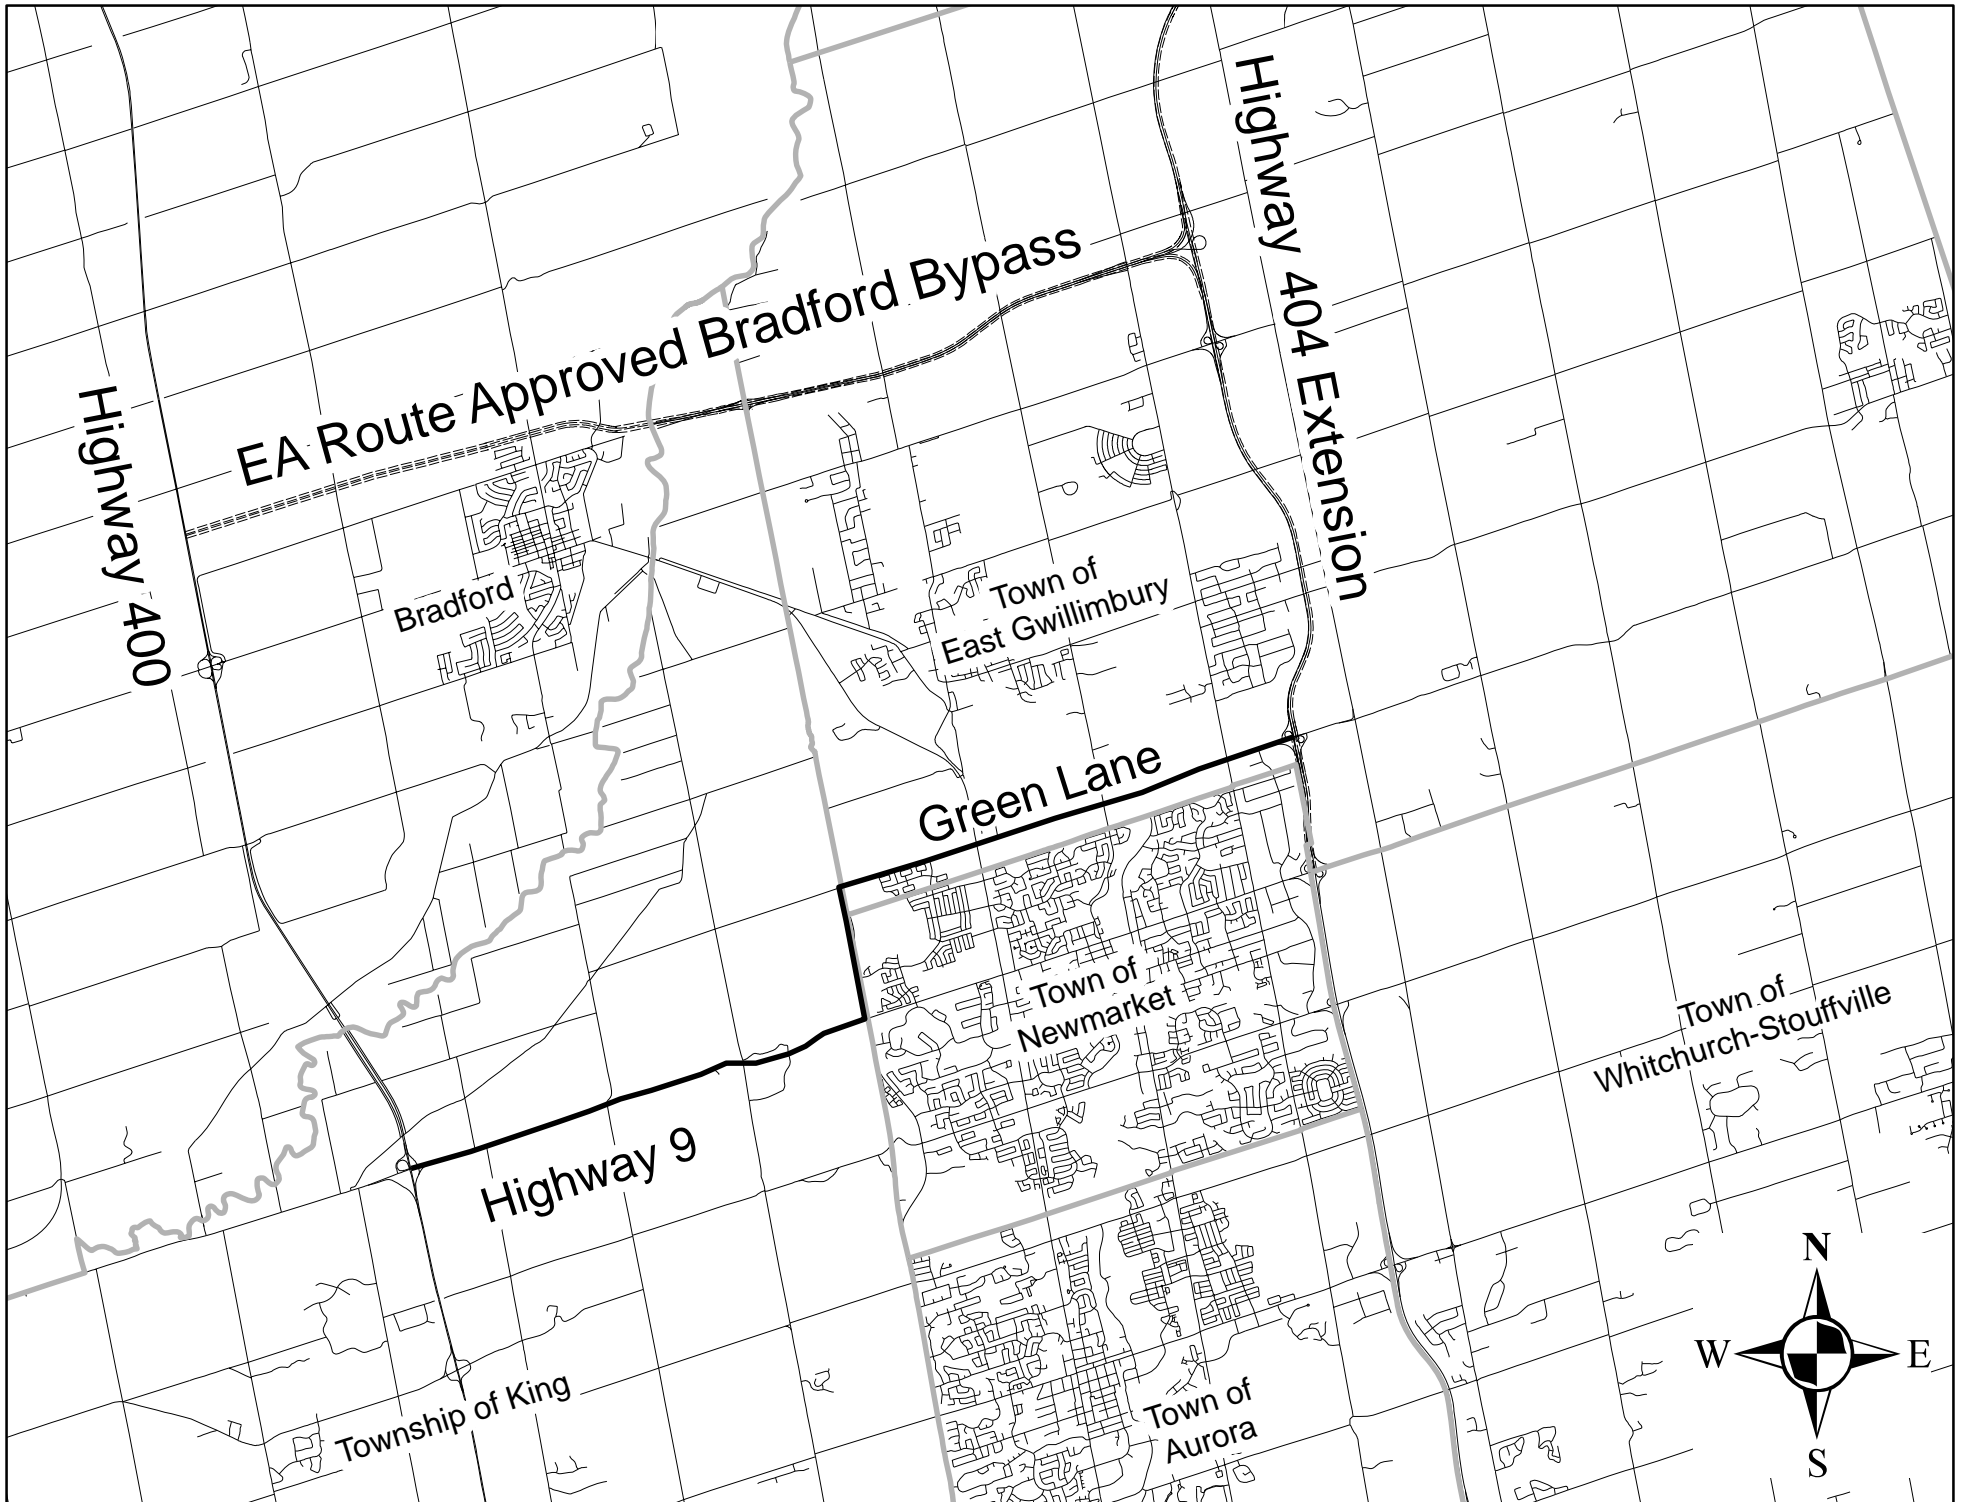 Highway 404 Extension
EA Route Approved Bradford Bypass
Highway 400
Bradford
Town of
East Gwillimbury
Green Lane
Town of
Newmarket
Town of
Whitchurch-Stouffville
Highway 9
Township of King
Town of
Aurora
N
W
E
S